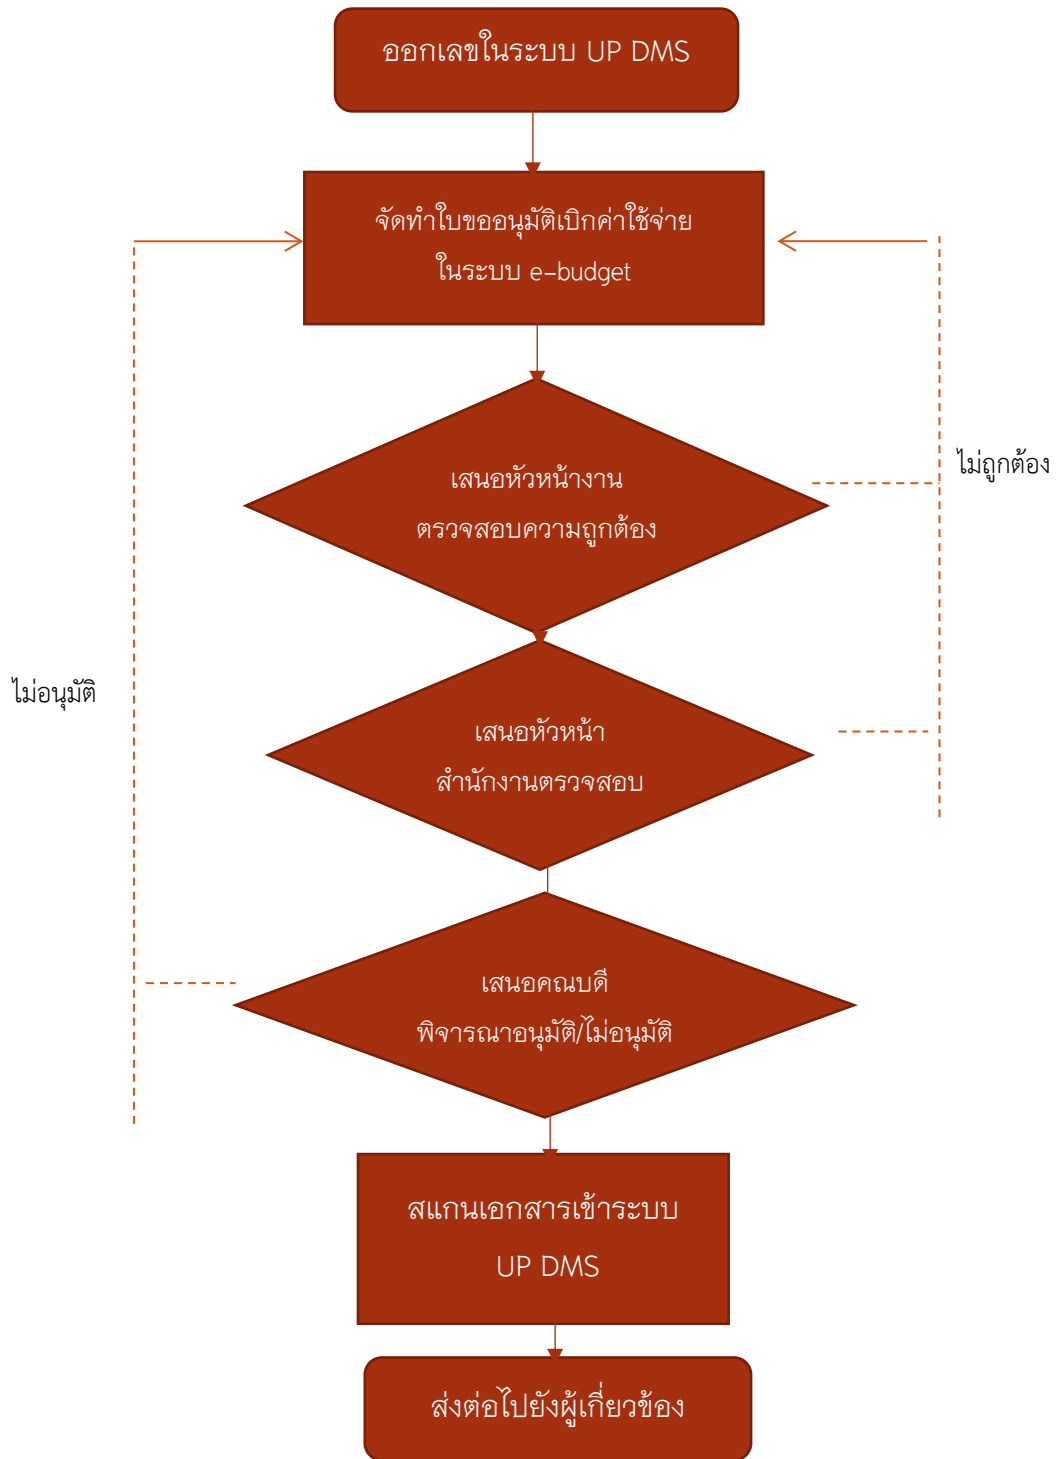 ออกเลขในระบบ UP DMS
จัดทำใบขออนุมัติเบิกค่าใช้จ่าย
ในระบบ e-budget
เสนอหัวหน้างาน
ตรวจสอบความถูกต้อง
ไม่ถูกต้อง
ไม่อนุมัติ
เสนอหัวหน้า
สำนักงานตรวจสอบ
เสนอคณบดี
พิจารณาอนุมัติ/ไม่อนุมัติ
สแกนเอกสารเข้าระบบ
UP DMS
ส่งต่อไปยังผู้เกี่ยวข้อง